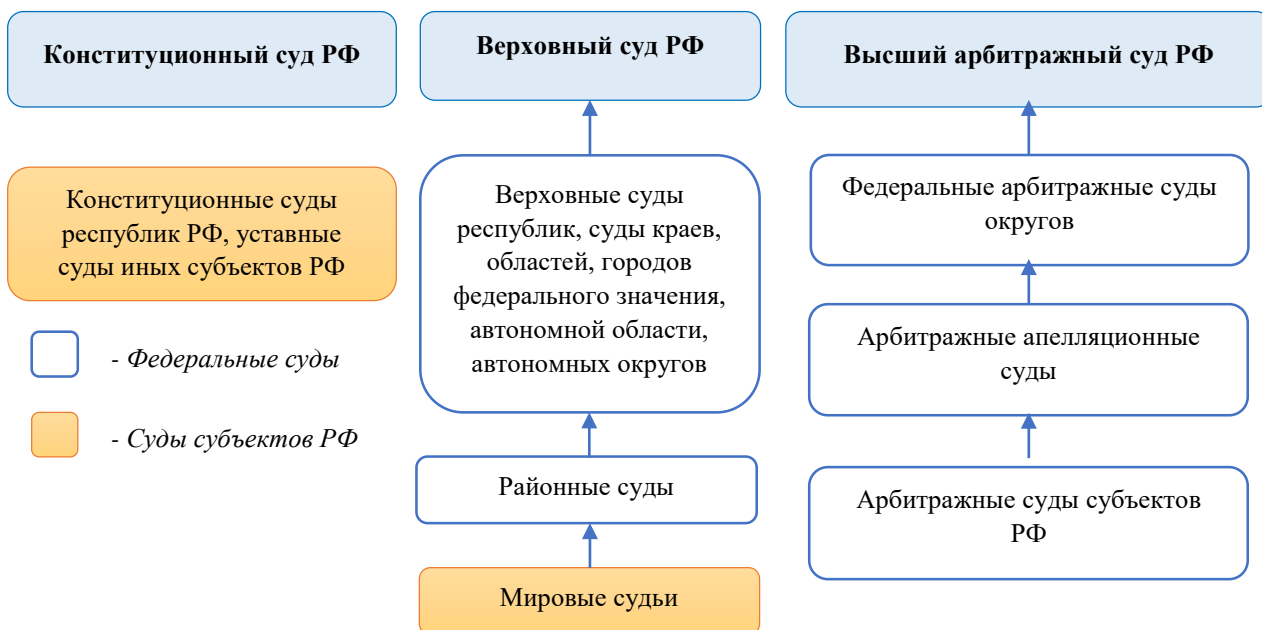 Конституционный суд РФ
Верховный суд РФ
Высший арбитражный суд РФ
Конституционные суды
республик РФ, уставные
суды иных субъектов РФ
Верховные суды
республик, суды краев,
областей, городов
федерального значения,
автономной области,
автономных округов
Федеральные арбитражные суды
округов
- Федеральные суды
Арбитражные апелляционные
суды
- Суды субъектов РФ
Районные суды
Арбитражные суды субъектов
РФ
Мировые судьи